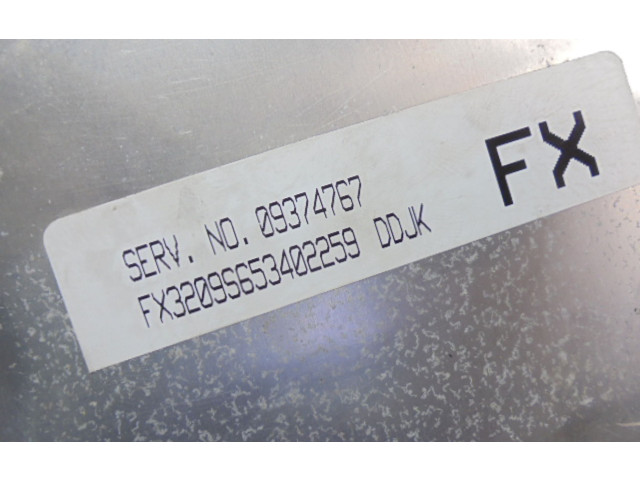 FX
SERV. NO. 09374767
FX3209S653402259 DDJK